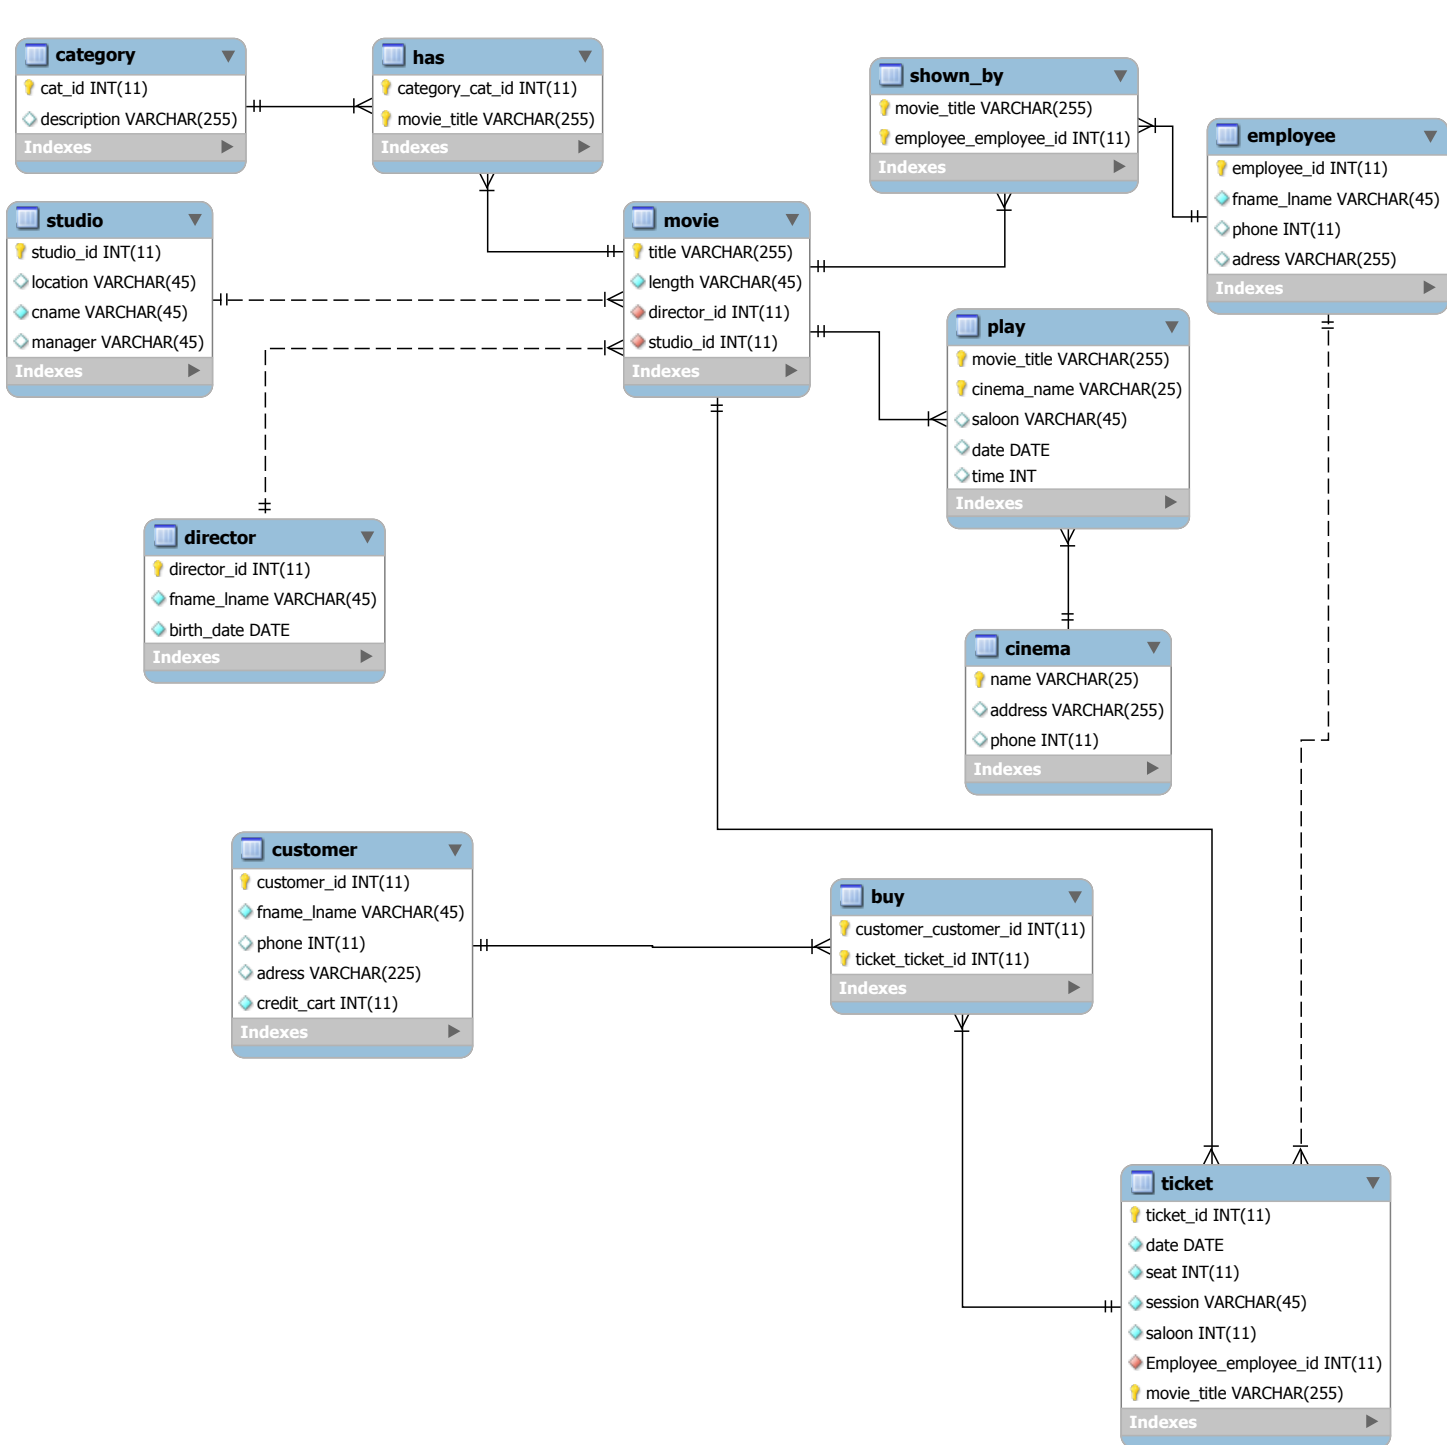 category
cat_id INT(11)
description VARCHAR(255)
Indexes
has
category_cat_id INT(11)
movie_title VARCHAR(255)
Indexes
shown_by
movie_title VARCHAR(255)
employee_employee_id INT(11)
Indexes
employee
employee_id INT(11)
fname_lname VARCHAR(45)
phone INT(11)
adress VARCHAR(255)
Indexes
studio
studio_id INT(11)
location VARCHAR(45)
cname VARCHAR(45)
manager VARCHAR(45)
Indexes
movie
title VARCHAR(255)
length VARCHAR(45)
director_id INT(11)
studio_id INT(11)
Indexes
play
movie_title VARCHAR(255)
cinema_name VARCHAR(25)
saloon VARCHAR(45)
date DATE
time INT
Indexes
director
director_id INT(11)
fname_lname VARCHAR(45)
birth_date DATE
Indexes
cinema
name VARCHAR(25)
address VARCHAR(255)
phone INT(11)
Indexes
customer
customer_id INT(11)
fname_lname VARCHAR(45)
phone INT(11)
adress VARCHAR(225)
credit_cart INT(11)
Indexes
buy
customer_customer_id INT(11)
ticket_ticket_id INT(11)
Indexes
ticket
ticket_id INT(11)
date DATE
seat INT(11)
session VARCHAR(45)
saloon INT(11)
Employee_employee_id INT(11)
movie_title VARCHAR(255)
Indexes